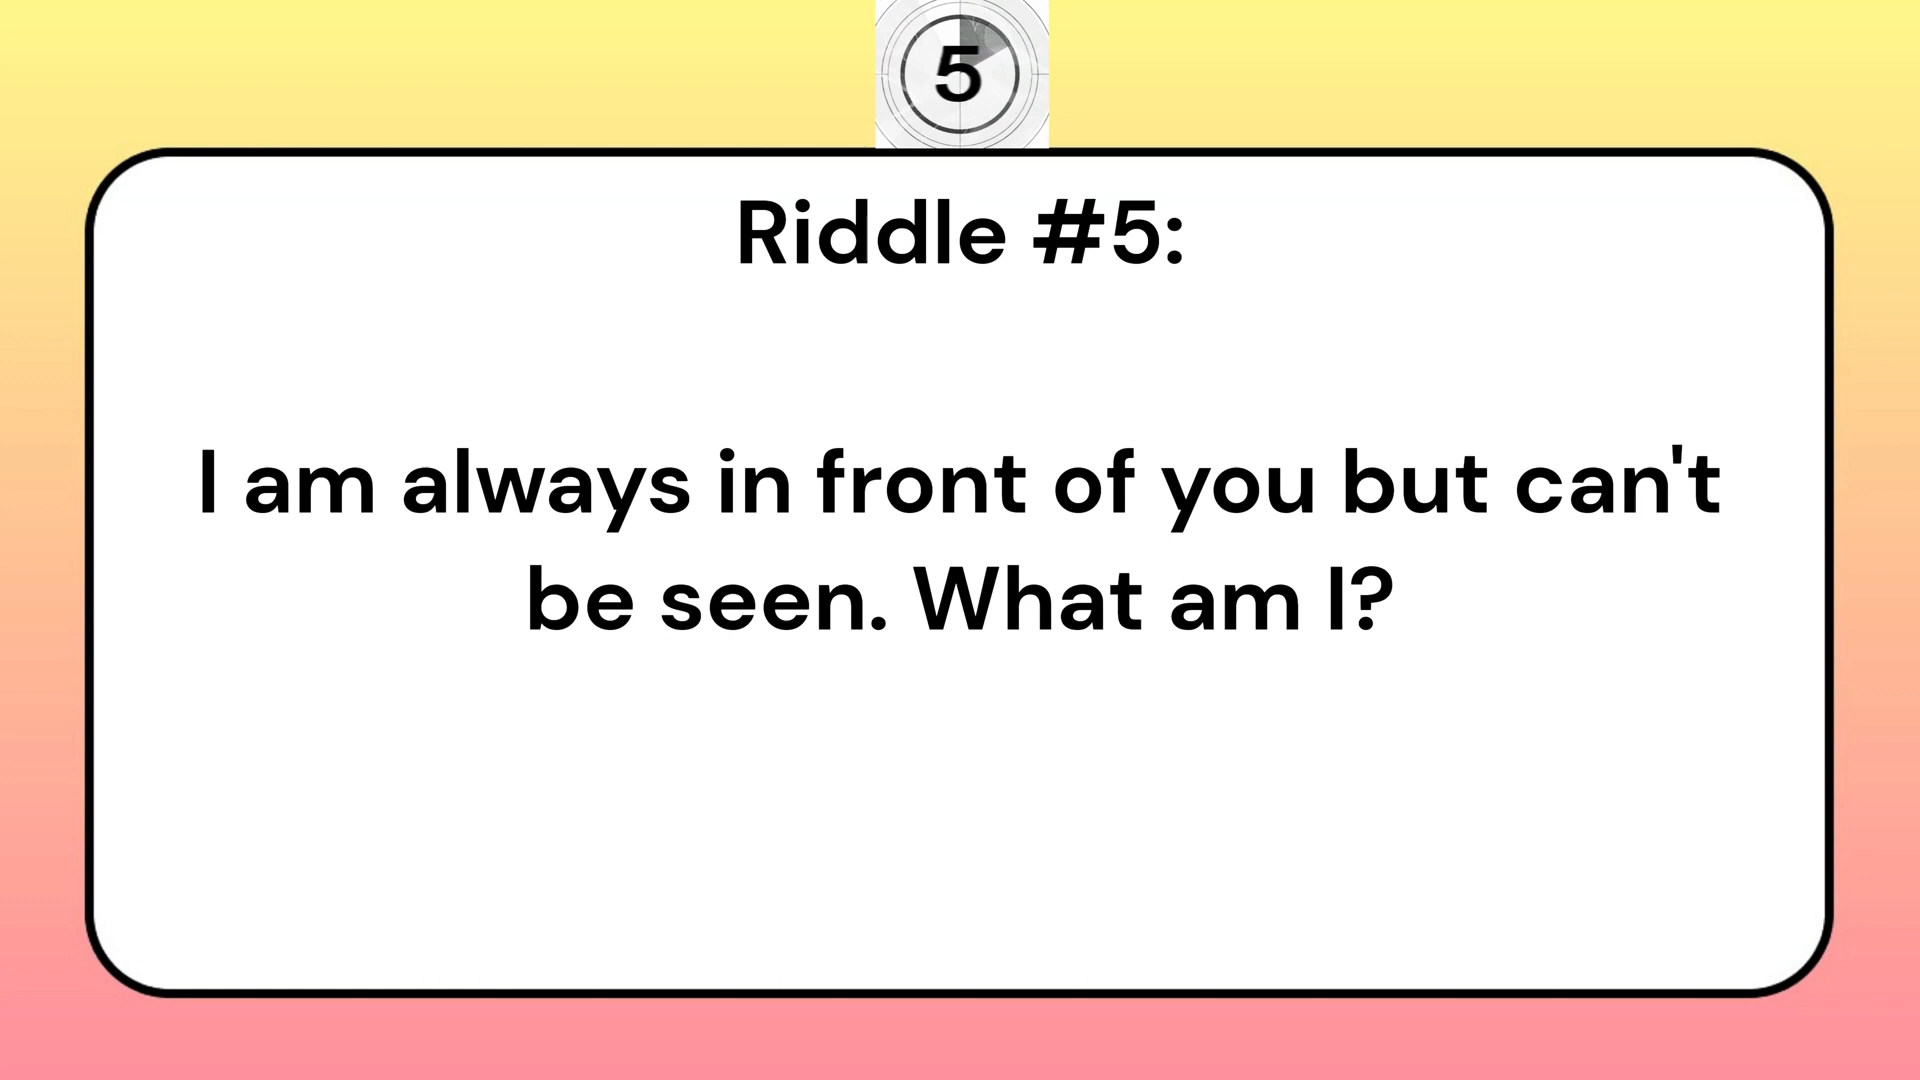 5
Riddle #5:
I am always in front of you but can't
be seen. What am I?